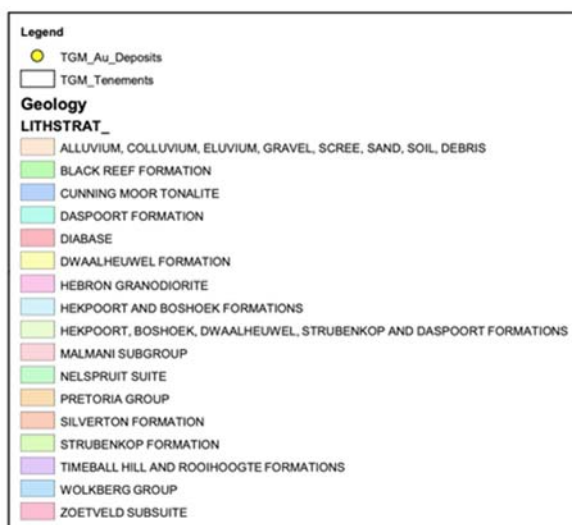 Legend
TGM_Au_Deposits
TGM_Tenements
Geology
LITHSTRAT_
ALLUVIUM, COLLUVIUM, ELUVIUM, GRAVEL, SCREE, SAND, SOIL, DEBRIS
BLACK REEF FORMATION
CUNNING MOOR TONALITE
DASPOORT FORMATION
DIABASE
DWAALHEUWEL FORMATION
HEBRON GRANODIORITE
HEKPOORT AND BOSHOEK FORMATIONS
HEKPOORT, BOSHOEK, DWAALHEUWEL, STRUBENKOP AND DASPOORT FORMATIONS
MALMANI SUBGROUP
NELSPRUIT SUITE
PRETORIA GROUP
SILVERTON FORMATION
STRUBENKOP FORMATION
TIMEBALL HILL AND ROOIHOOGTE FORMATIONS
WOLKBERG GROUP
ZOETVELD SUBSUITE